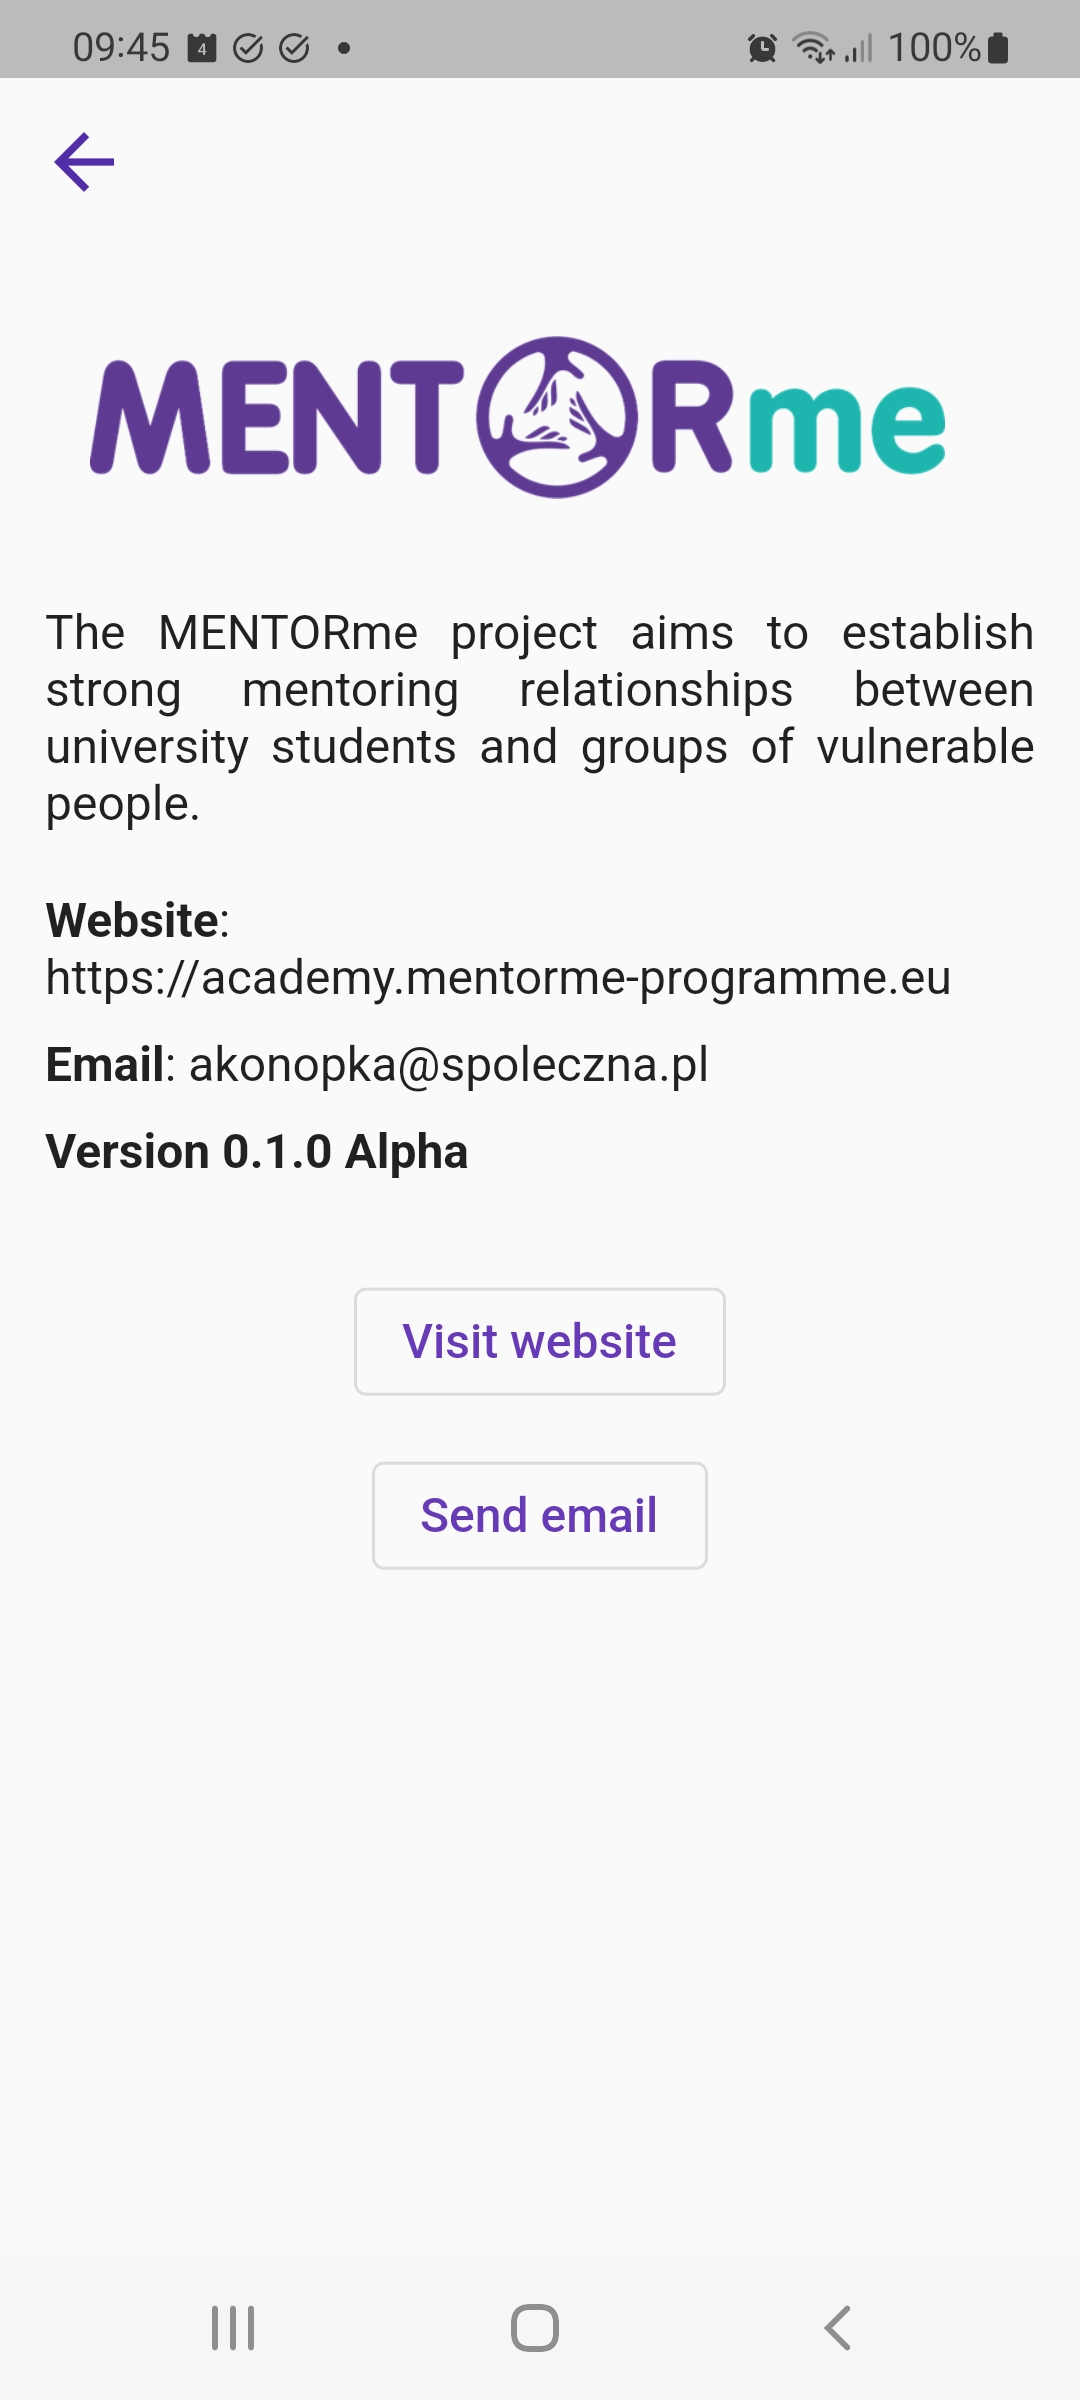 09:45 4 100%
MENTORme
The MENTORme project aims to establish
strong mentoring relationships between
university students and groups of vulnerable
people.
Website:
https://academy.mentorme-programme.eu
Email: akonopka@spoleczna.pl
Version 0.1.0 Alpha
Visit website
Send email